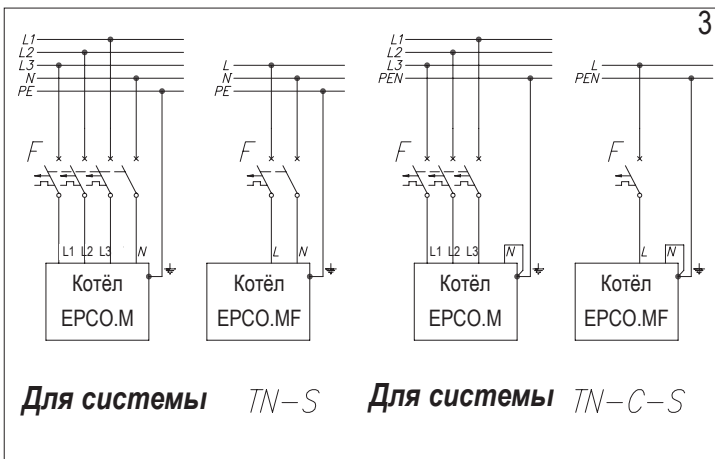 3
L1
L2
L3
N
PE
L
N
PE
L1
L2
L3
PEN
L
PEN
F
F
F
F
L1 L2 L3 N
L N
L1 L2 L3 N
L N
Котёл
EPCO.M
Котёл
EPCO.MF
Котёл
EPCO.M
Котёл
EPCO.MF
Для системы TN-S
Для системы TN-C-S